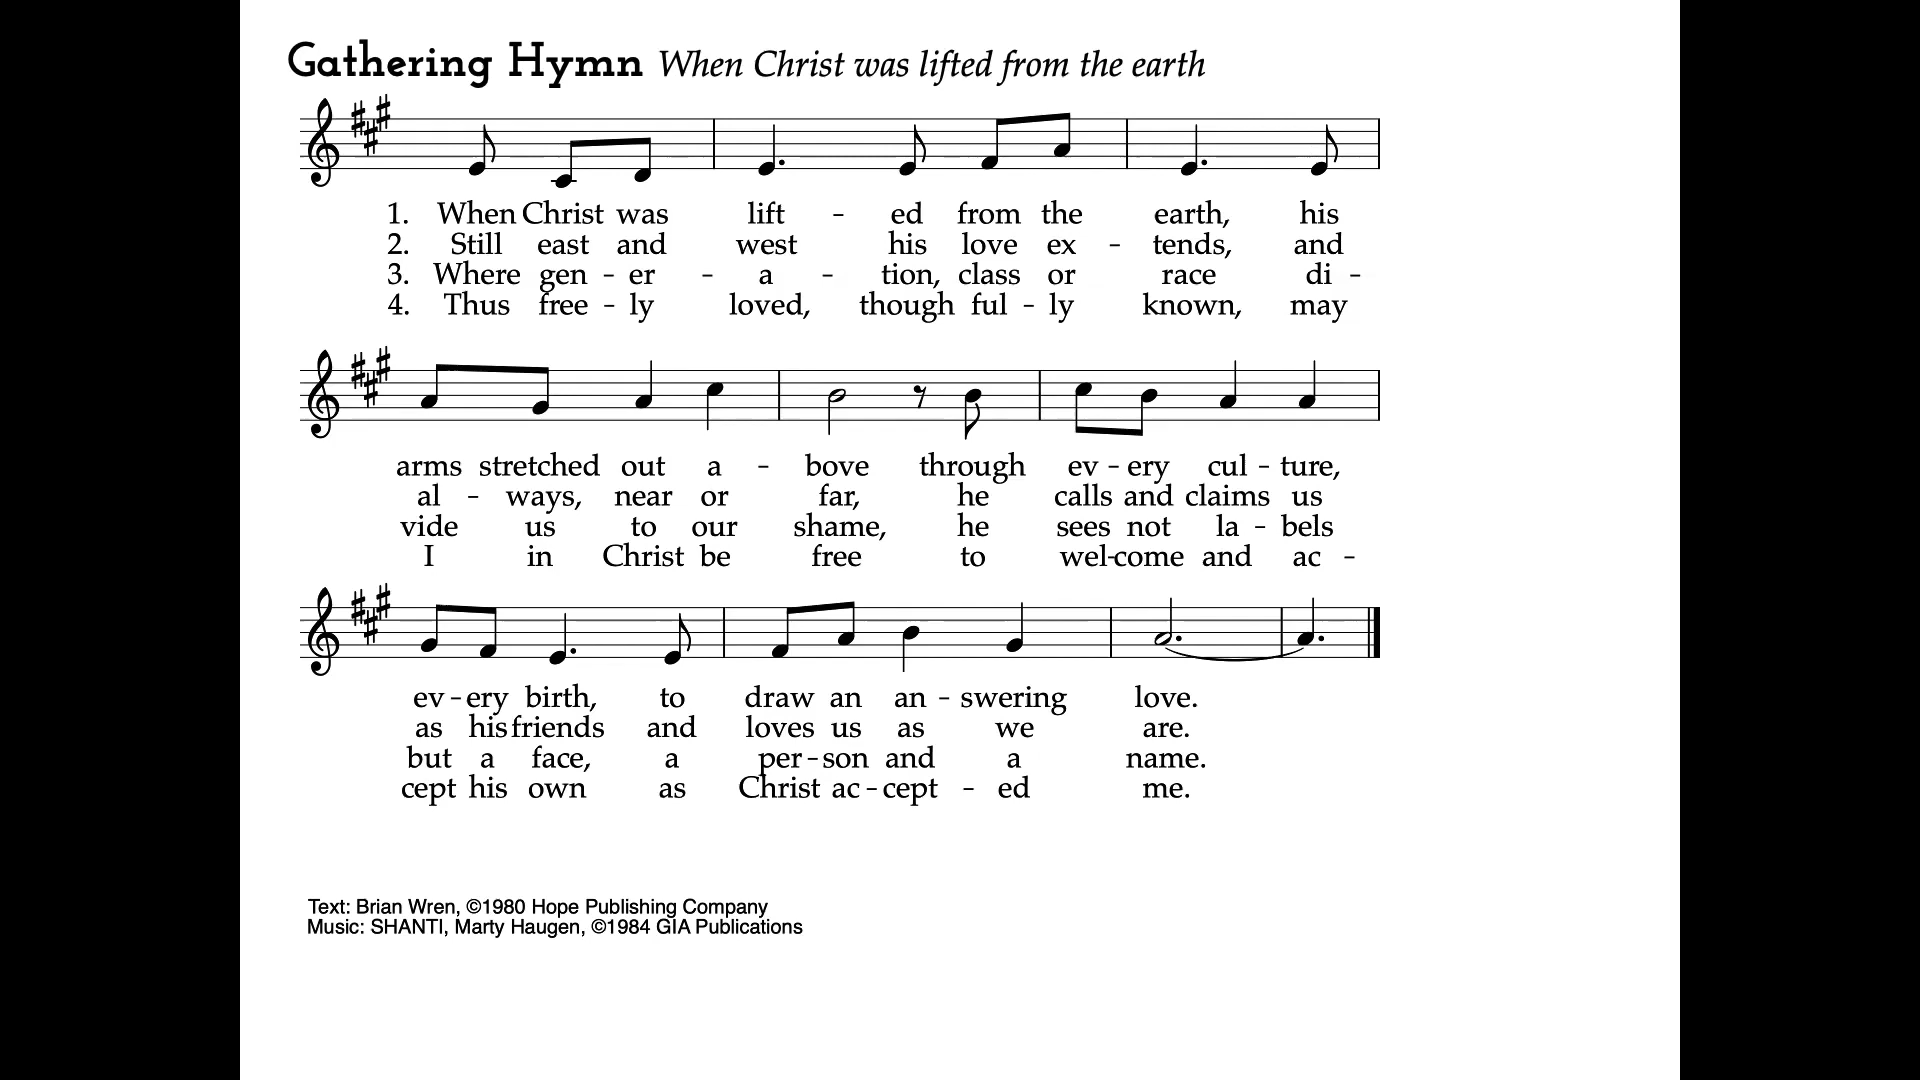 Gathering Hymn When Christ was lifted from the earth
1. When Christ was lift - ed from the earth, his
2. Still east and west his love ex - tends, and
3. Where gen - er - a - tion, class or race di -
4. Thus free - ly loved, though ful - ly known, may
arms stretched out a - bove through ev - ery cul - ture,
al - ways, near or far, he calls and claims us
vide us to our shame, he sees not la - bels
I in Christ be free to wel - come and ac -
ev - ery birth, to draw an an - swering love.
as his friends and loves us as we are.
but a face, a per - son and a name.
cept his own as Christ ac - cept - ed me.
Text: Brian Wren, ©1980 Hope Publishing Company
Music: SHANTI, Marty Haugen, ©1984 GIA Publications